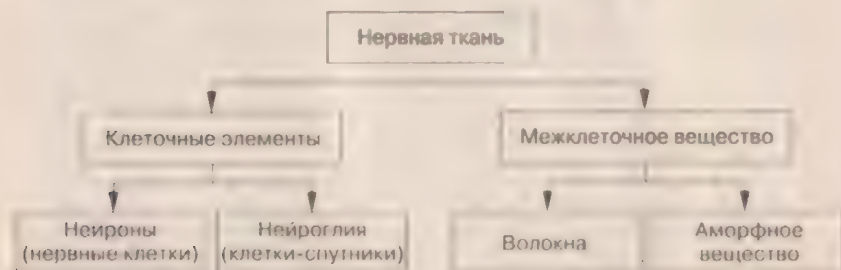 Нервная ткань
Клеточные элементы
Межклеточное вещество
Нейроны
(нервные клетки)
Нейроглия
(клетки-спутники)
Волокна
Аморфное
вещество